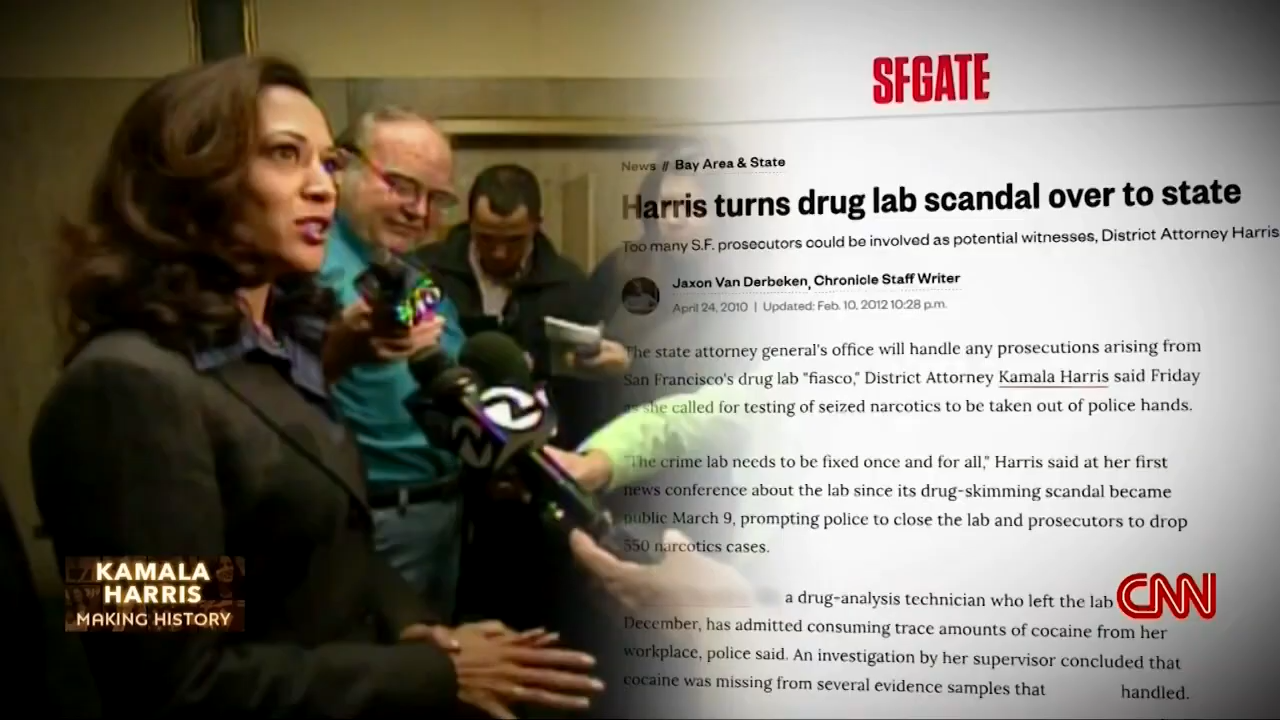 SFGATE
News // Bay Area & State
Harris turns drug lab scandal over to state
Too many S.F. prosecutors could be involved as potential witnesses, District Attorney Harris
Jaxon Van Derbeken, Chronicle Staff Writer
April 24, 2010 | Updated: Feb. 10, 2012 10:28 p.m.
The state attorney general's office will handle any prosecutions arising from
San Francisco's drug lab "fiasco," District Attorney Kamala Harris said Friday
as she called for testing of seized narcotics to be taken out of police hands.
"The crime lab needs to be fixed once and for all," Harris said at her first
news conference about the lab since its drug-skimming scandal became
public March 9, prompting police to close the lab and prosecutors to drop
550 narcotics cases.
a drug-analysis technician who left the lab
December, has admitted consuming trace amounts of cocaine from her
workplace, police said. An investigation by her supervisor concluded that
cocaine was missing from several evidence samples that handled.
KAMALA
HARRIS
MAKING HISTORY
CNN